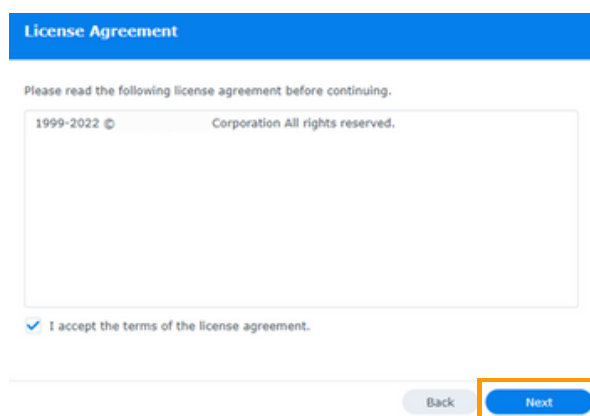 License Agreement
Please read the following license agreement before continuing.
1999-2022 © Corporation All rights reserved.
I accept the terms of the license agreement.
Back Next